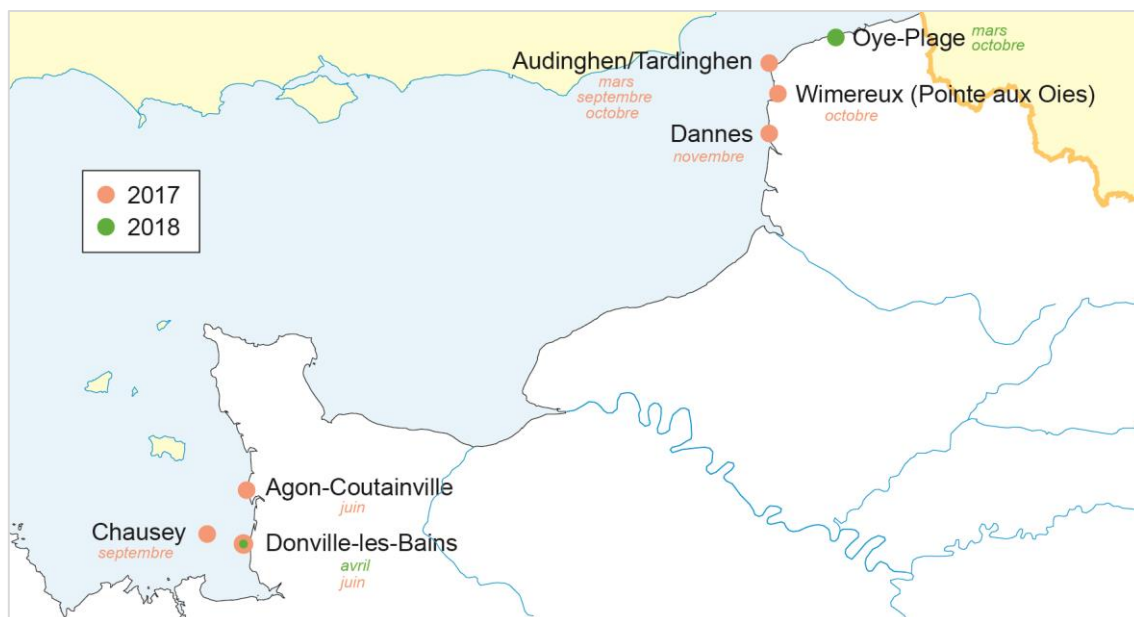 Oye-Plage
mars
octobre
Audinghen/Tardinghen
mars
septembre
octobre
Wimereux (Pointe aux Oies)
octobre
Dannes
novembre
2017
2018
Agon-Coutainville
juin
Chausey
septembre
Donville-les-Bains
avril
juin